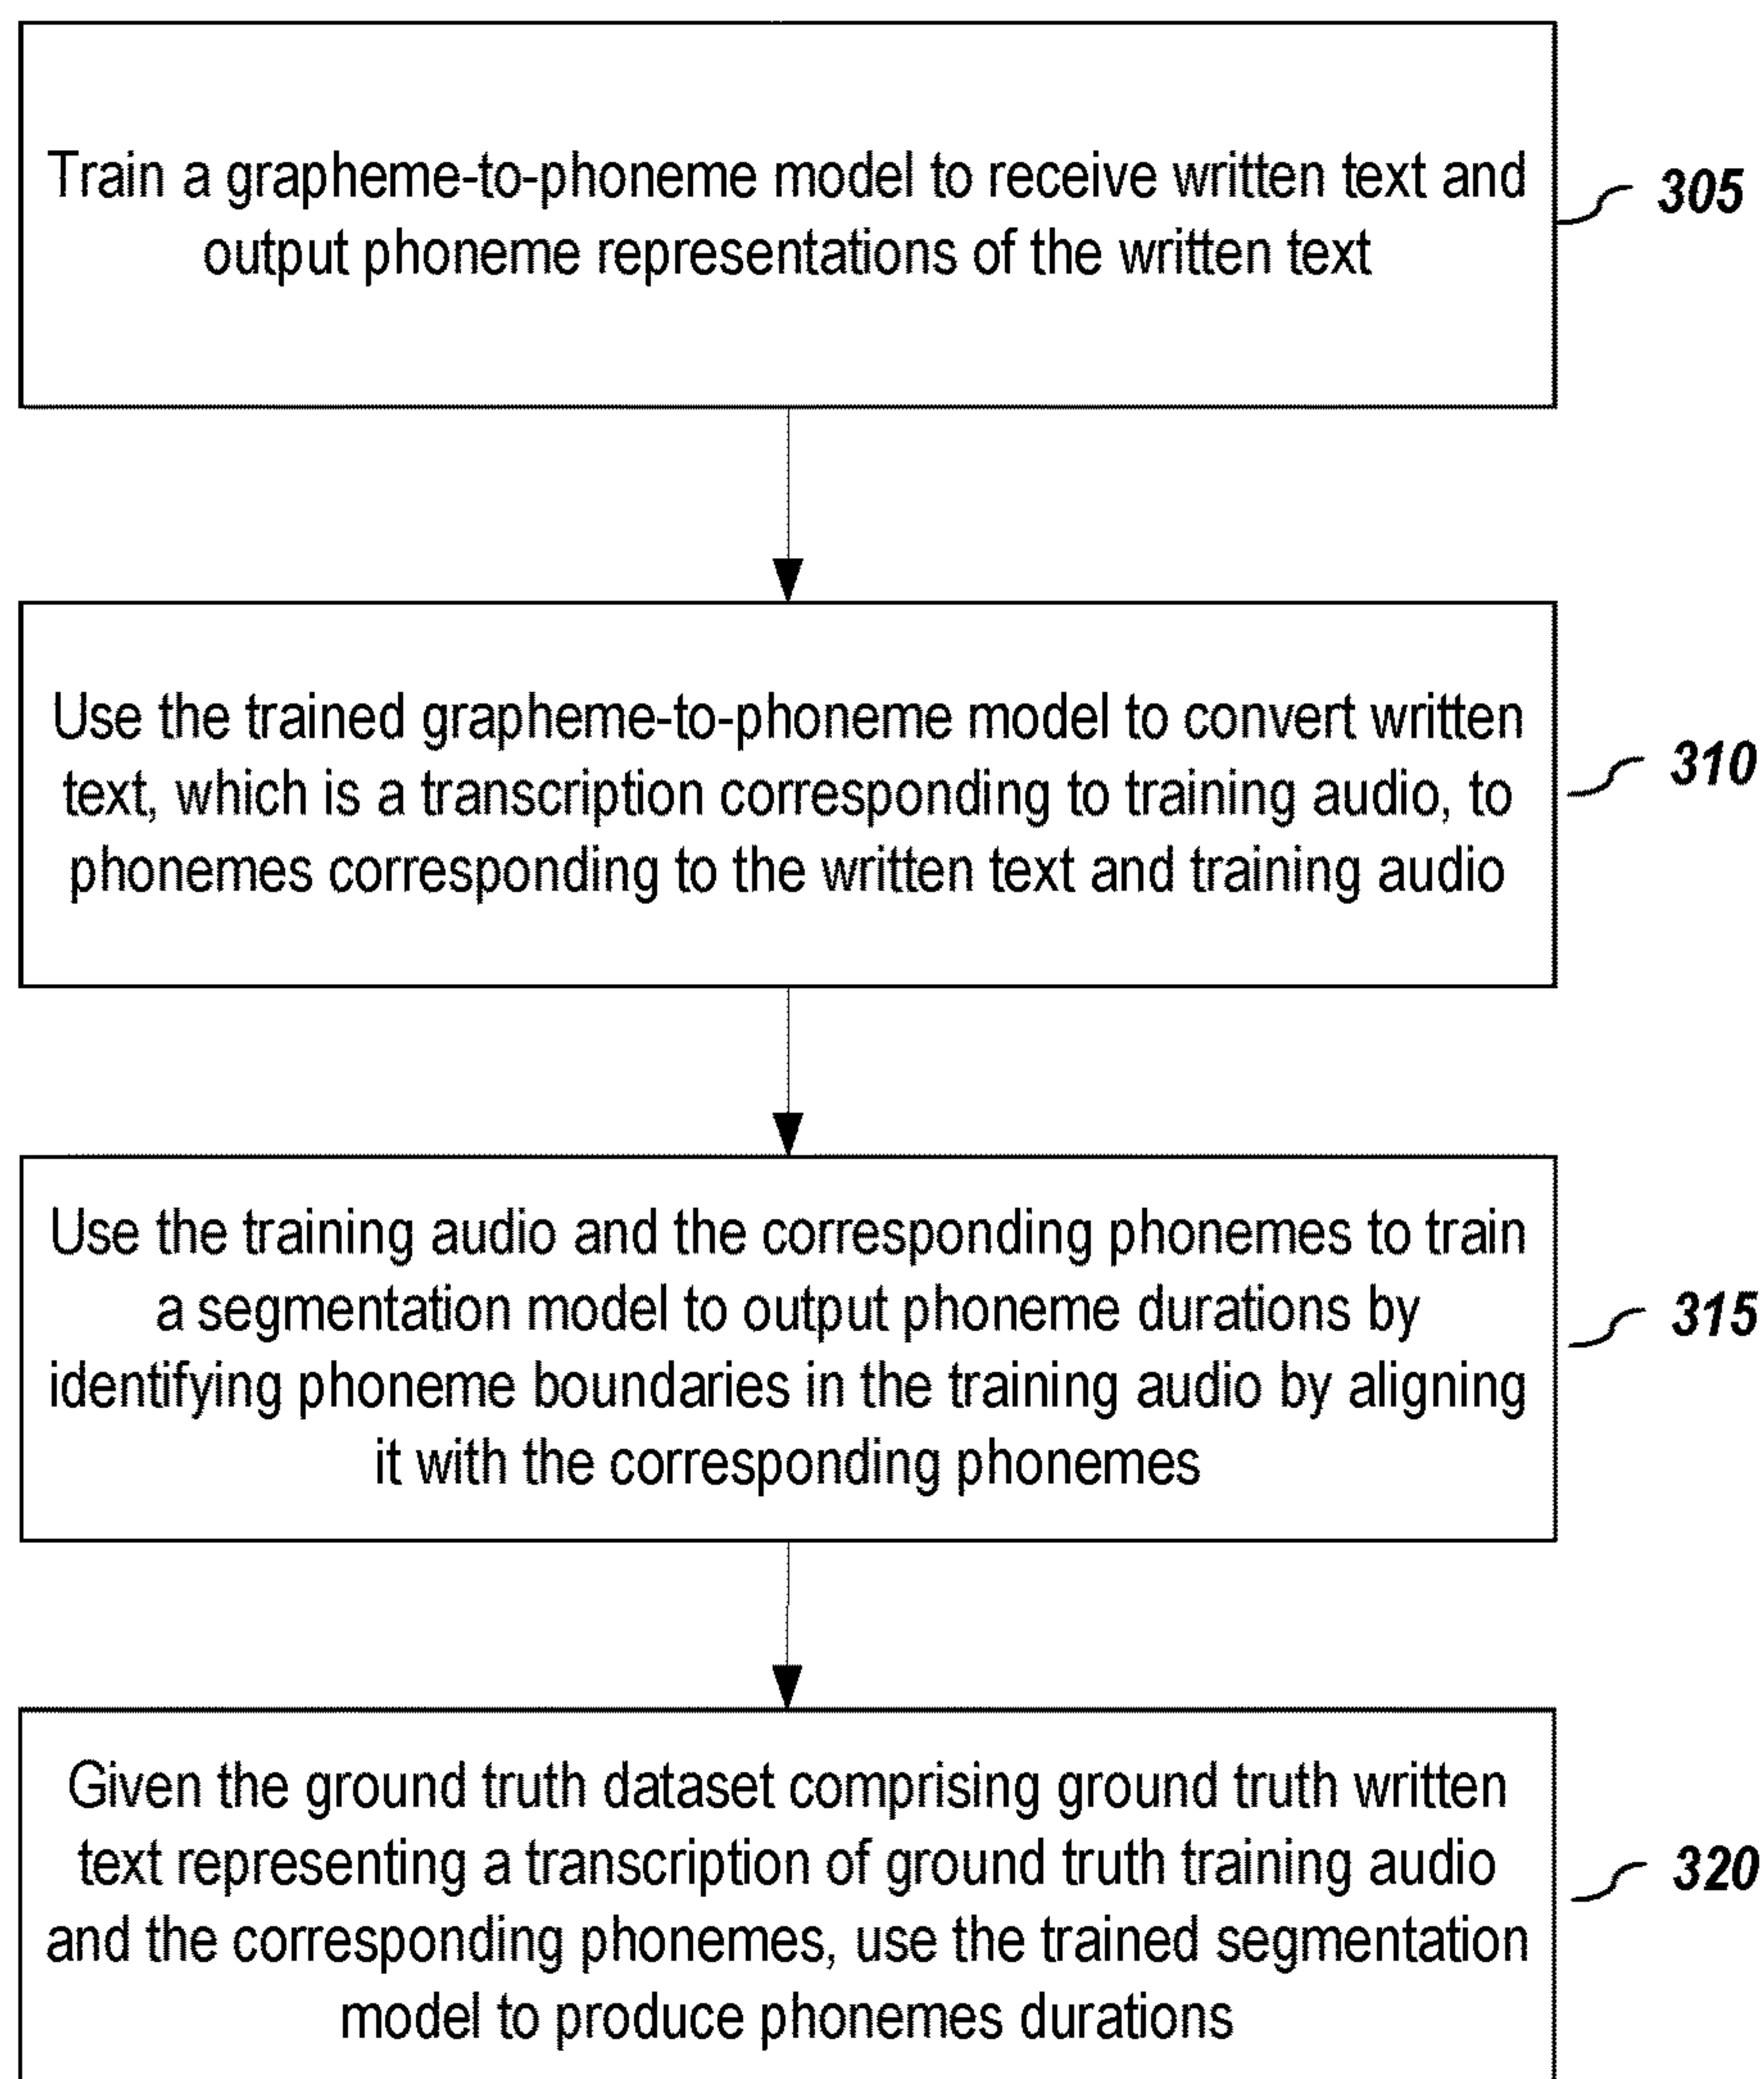 Train a grapheme-to-phoneme model to receive written text and
output phoneme representations of the written text
305
Use the trained grapheme-to-phoneme model to convert written
text, which is a transcription corresponding to training audio, to
phonemes corresponding to the written text and training audio
310
Use the training audio and the corresponding phonemes to train
a segmentation model to output phoneme durations by
identifying phoneme boundaries in the training audio by aligning
it with the corresponding phonemes
315
Given the ground truth dataset comprising ground truth written
text representing a transcription of ground truth training audio
and the corresponding phonemes, use the trained segmentation
model to produce phonemes durations
320